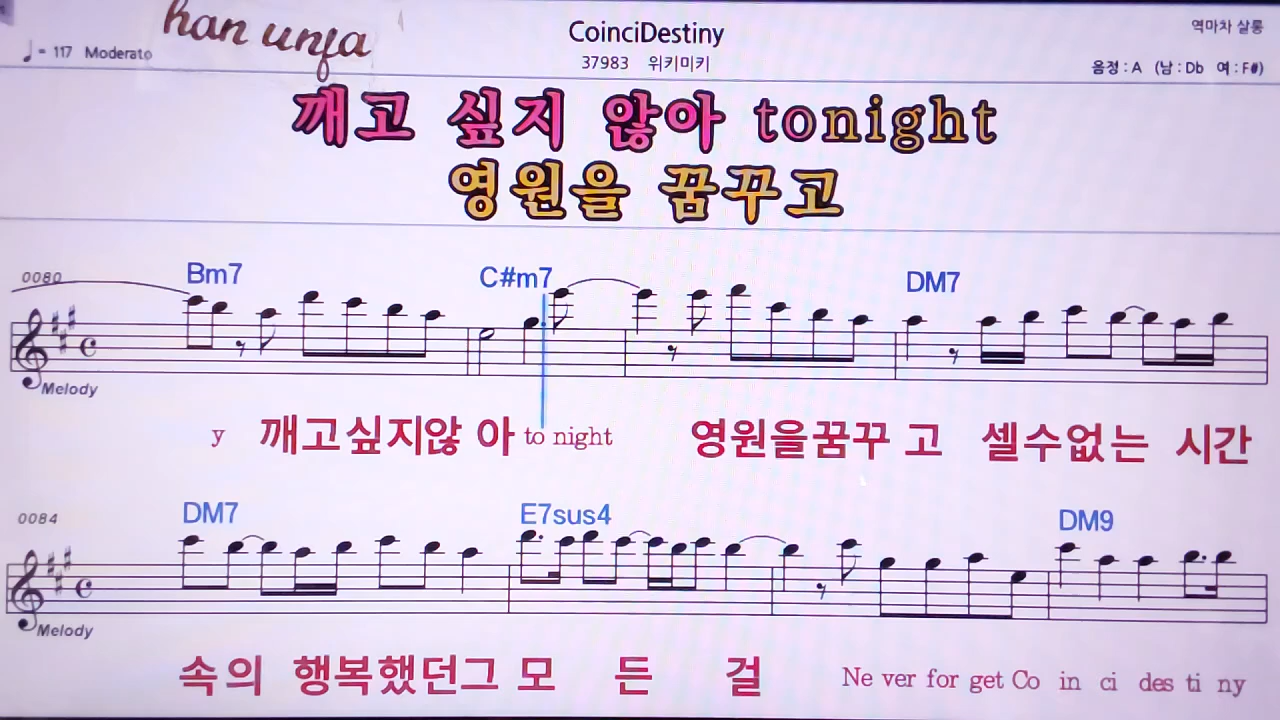 han unja
CoinciDestiny
역마차 살롱
♩= 117 Moderato
37983 위키미키
음정 : A (남 : Db 여 : F#)
깨고 싶지 않아 tonight
영원을 꿈꾸고
0080 Bm7 C#m7 DM7
Melody
y 깨고싶지않 아 to night 영원을꿈꾸 고 셀수없는 시간
0084 DM7 E7sus4 DM9
Melody
속의 행복했던그 모 든 걸 Ne ver for get Co in ci des ti ny